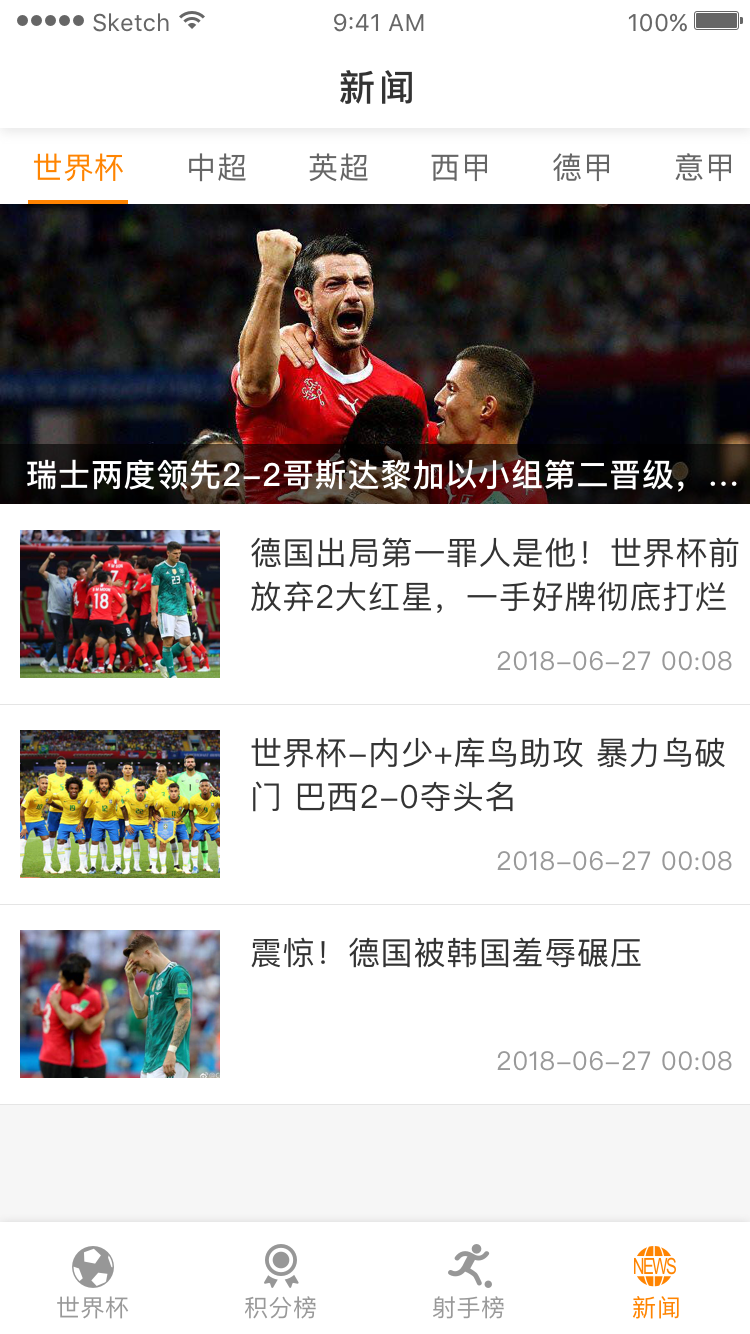 Sketch 9:41 AM 100%
新闻
世界杯 中超 英超 西甲 德甲 意甲
瑞士两度领先2-2哥斯达黎加以小组第二晋级，...
23
7
18
德国出局第一罪人是他！世界杯前
放弃2大红星，一手好牌彻底打烂
2018-06-27 00:08
世界杯-内少+库鸟助攻 暴力鸟破
门 巴西2-0夺头名
2018-06-27 00:08
震惊！德国被韩国羞辱碾压
2018-06-27 00:08
NEWS
世界杯 积分榜 射手榜 新闻